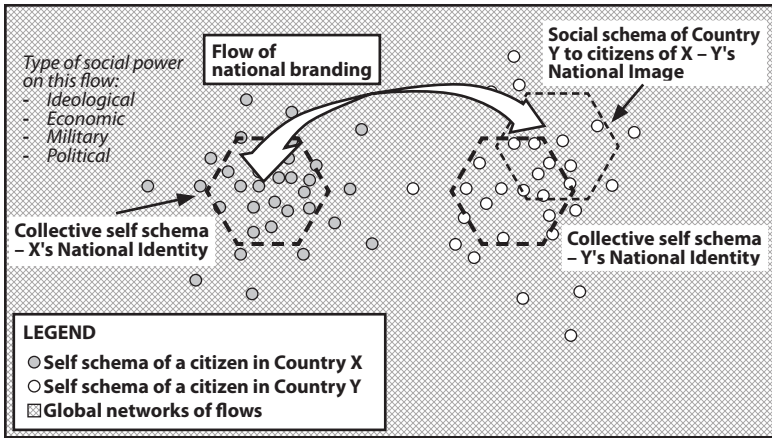 Type of social power
on this flow:
- Ideological
- Economic
- Military
- Political
Flow of
national branding
Social schema of Country
Y to citizens of X – Y's
National Image
Collective self schema
– X's National Identity
Collective self schema
– Y's National Identity
LEGEND
Self schema of a citizen in Country X
Self schema of a citizen in Country Y
Global networks of flows